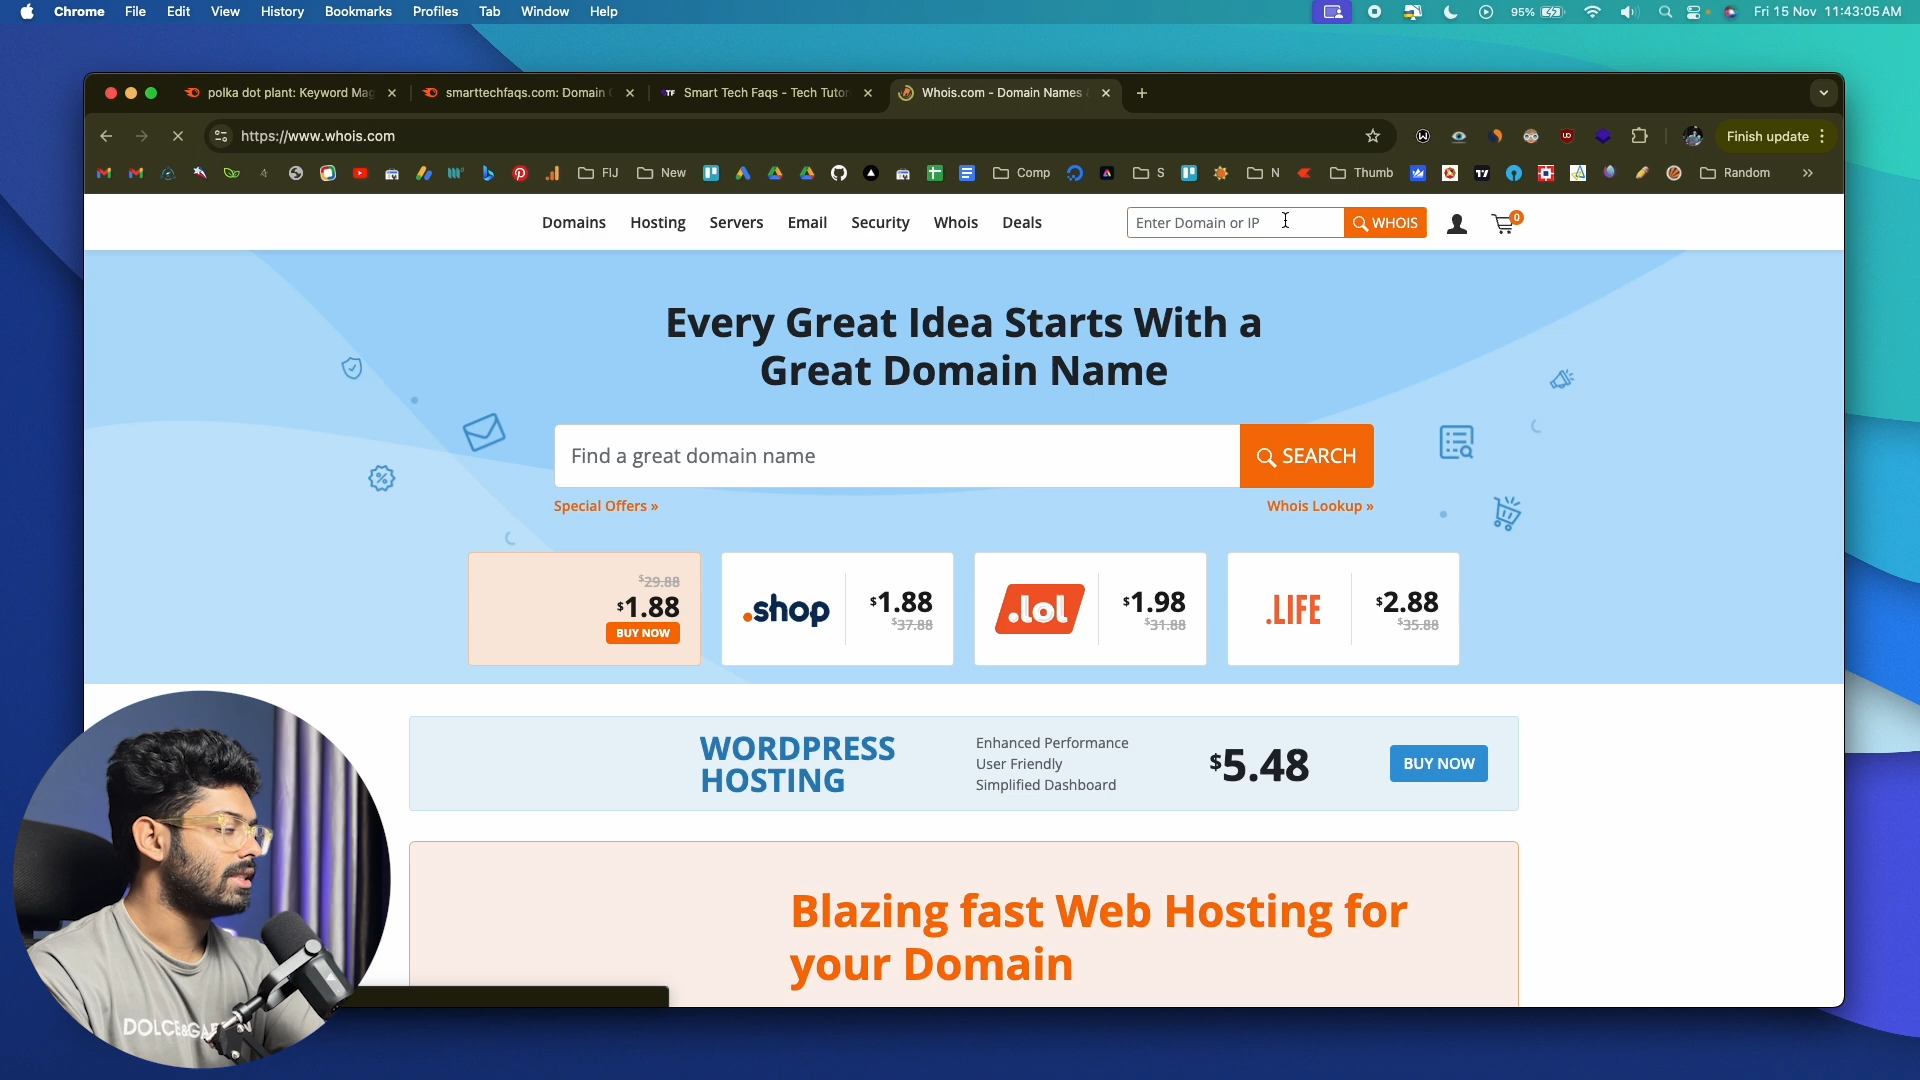 Chrome File Edit View History Bookmarks Profiles Tab Window Help
95%
Fri 15 Nov 11:43:05 AM
polka dot plant: Keyword Mag
smarttechfaqs.com: Domain
Smart Tech Faqs - Tech Tutor
Whois.com - Domain Names
https://www.whois.com
Finish update
FIJ
New
Comp
S
N
Thumb
Random
Domains Hosting Servers Email Security Whois Deals
Enter Domain or IP
WHOIS
0
Every Great Idea Starts With a
Great Domain Name
Find a great domain name
SEARCH
Special Offers »
Whois Lookup »
$29.88
$1.88
BUY NOW
.shop
$1.88
$37.88
.lol
$1.98
$31.88
.LIFE
$2.88
$35.88
WORDPRESS
HOSTING
Enhanced Performance
User Friendly
Simplified Dashboard
$5.48
BUY NOW
Blazing fast Web Hosting for
your Domain